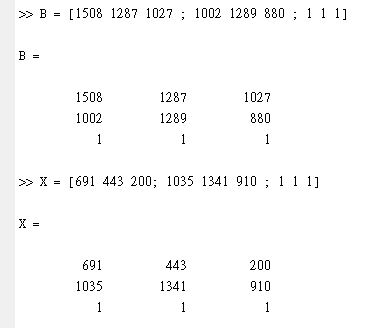 >> B = [1508 1287 1027 ; 1002 1289 880 ; 1 1 1]
B =
1508 1287 1027
1002 1289 880
1 1 1
>> X = [691 443 200; 1035 1341 910 ; 1 1 1]
X =
691 443 200
1035 1341 910
1 1 1